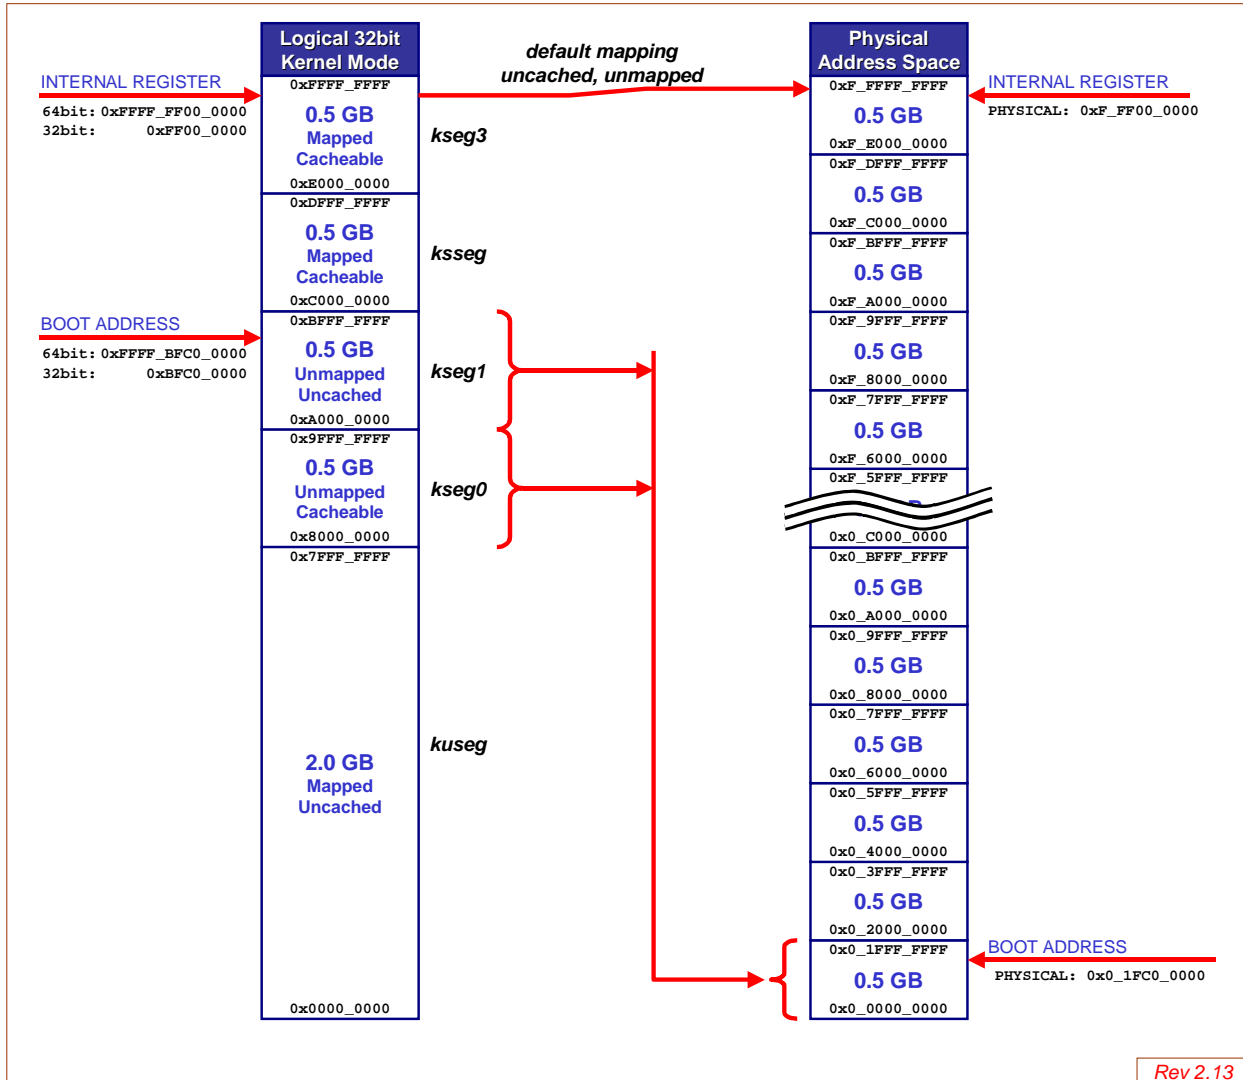 Logical 32bit
Kernel Mode
default mapping
uncached, unmapped
Physical
Address Space
INTERNAL REGISTER
64bit: 0xFFFF_FF00_0000
32bit: 0xFF00_0000
0xFFFF_FFFF
0.5 GB
Mapped
Cacheable
0xE000_0000
kseg3
0xDFFF_FFFF
0.5 GB
Mapped
Cacheable
0xC000_0000
ksseg
BOOT ADDRESS
64bit: 0xFFFF_BFC0_0000
32bit: 0xBFC0_0000
0xBFFF_FFFF
0.5 GB
Unmapped
Uncached
0xA000_0000
kseg1
0x9FFF_FFFF
0.5 GB
Unmapped
Cacheable
0x8000_0000
kseg0
0x7FFF_FFFF
2.0 GB
Mapped
Uncached
0x0000_0000
kuseg
0xF_FFFF_FFFF
0.5 GB
0xF_E000_0000
INTERNAL REGISTER
PHYSICAL: 0xF_FF00_0000
0xF_DFFF_FFFF
0.5 GB
0xF_C000_0000
0xF_BFFF_FFFF
0.5 GB
0xF_A000_0000
0xF_9FFF_FFFF
0.5 GB
0xF_8000_0000
0xF_7FFF_FFFF
0.5 GB
0xF_6000_0000
0xF_5FFF_FFFF
0x0_C000_0000
0x0_BFFF_FFFF
0.5 GB
0x0_A000_0000
0x0_9FFF_FFFF
0.5 GB
0x0_8000_0000
0x0_7FFF_FFFF
0.5 GB
0x0_6000_0000
0x0_5FFF_FFFF
0.5 GB
0x0_4000_0000
0x0_3FFF_FFFF
0.5 GB
0x0_2000_0000
0x0_1FFF_FFFF
0.5 GB
0x0_0000_0000
BOOT ADDRESS
PHYSICAL: 0x0_1FC0_0000
Rev 2.13